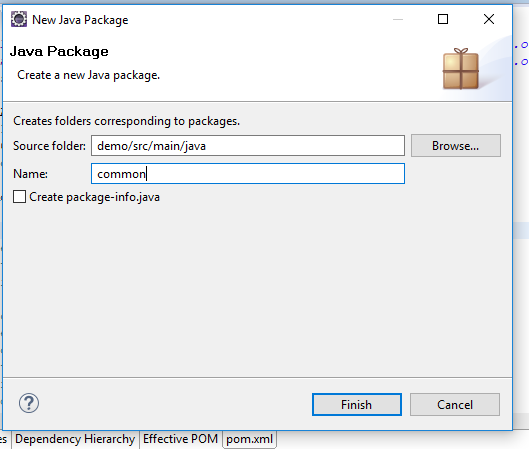 New Java Package
Java Package
Create a new Java package.
Creates folders corresponding to packages.
Source folder: demo/src/main/java Browse...
Name: common
Create package-info.java
? Finish Cancel
es Dependency Hierarchy Effective POM pom.xml